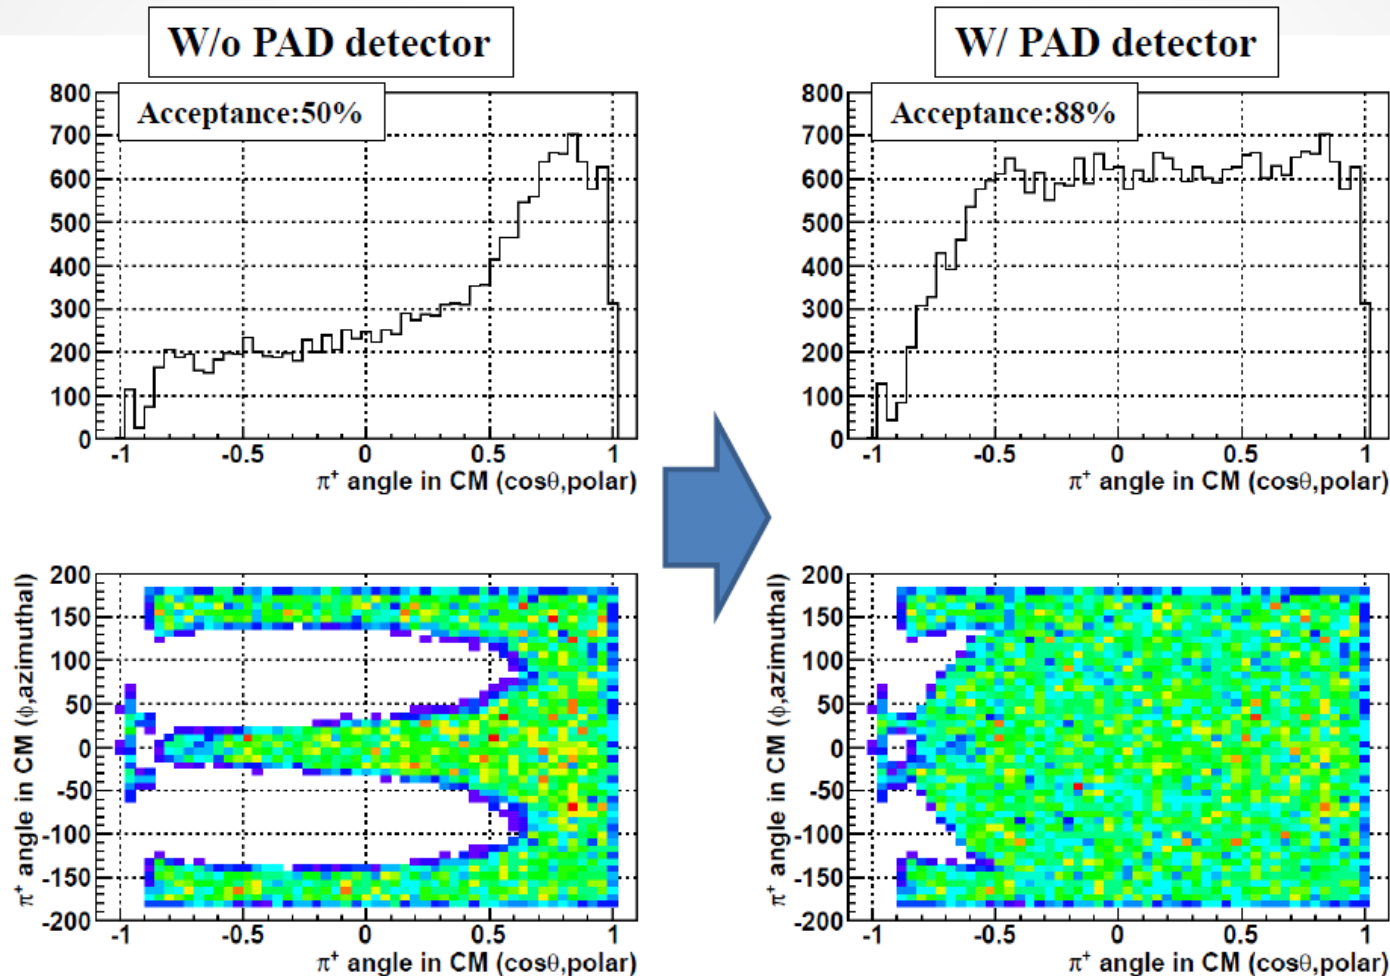 W/o PAD detector
W/ PAD detector
Acceptance:50%
800
700
600
500
400
300
200
100
0
-1 -0.5 0 0.5 1
π+ angle in CM (cosθ,polar)
Acceptance:88%
800
700
600
500
400
300
200
100
0
-1 -0.5 0 0.5 1
π+ angle in CM (cosθ,polar)
π+ angle in CM (ϕ,azimuthal)
200
150
100
50
0
-50
-100
-150
-200
-1 -0.5 0 0.5 1
π+ angle in CM (cosθ,polar)
π+ angle in CM (ϕ,azimuthal)
200
150
100
50
0
-50
-100
-150
-200
-1 -0.5 0 0.5 1
π+ angle in CM (cosθ,polar)